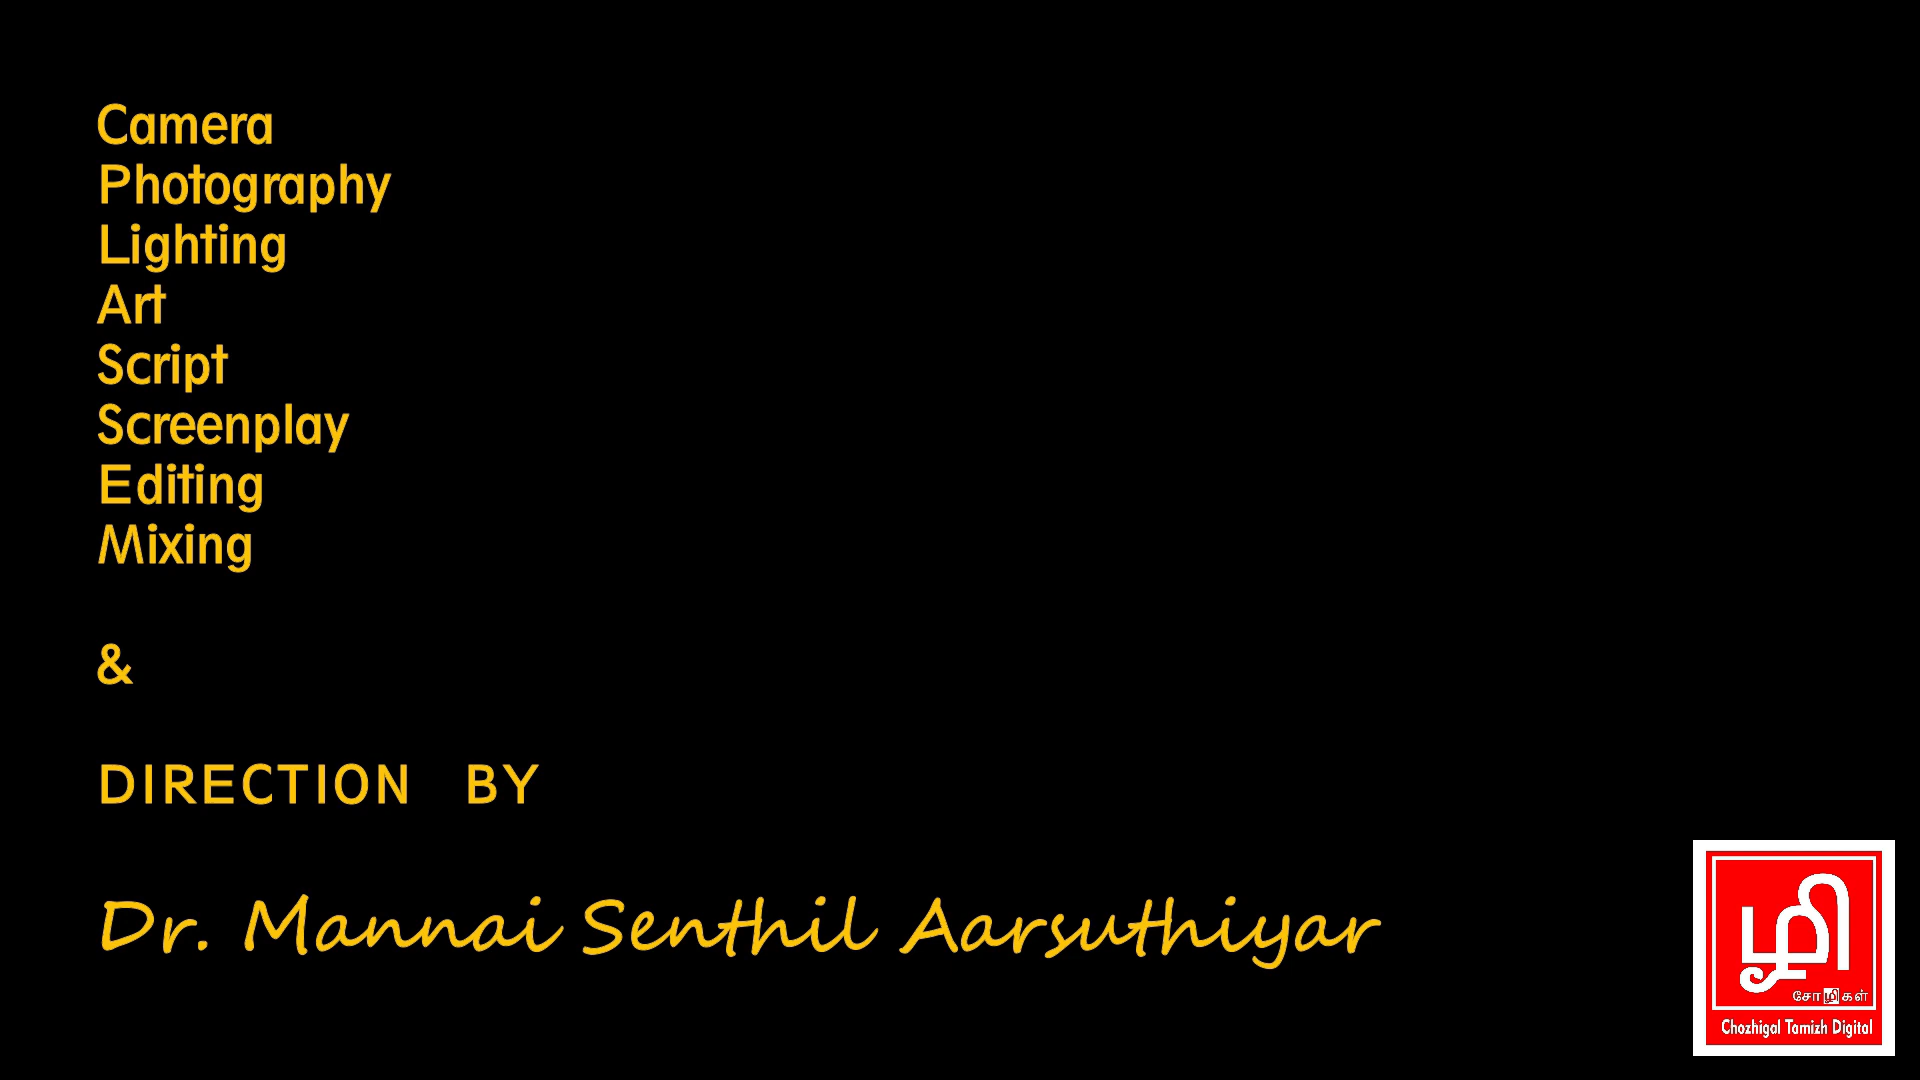 Camera
Photography
Lighting
Art
Script
Screenplay
Editing
Mixing
&
DIRECTION BY
Dr. Mannai Senthil Aarsuthiyar
ழி
சோழிகள்
Chozhigal Tamizh Digital